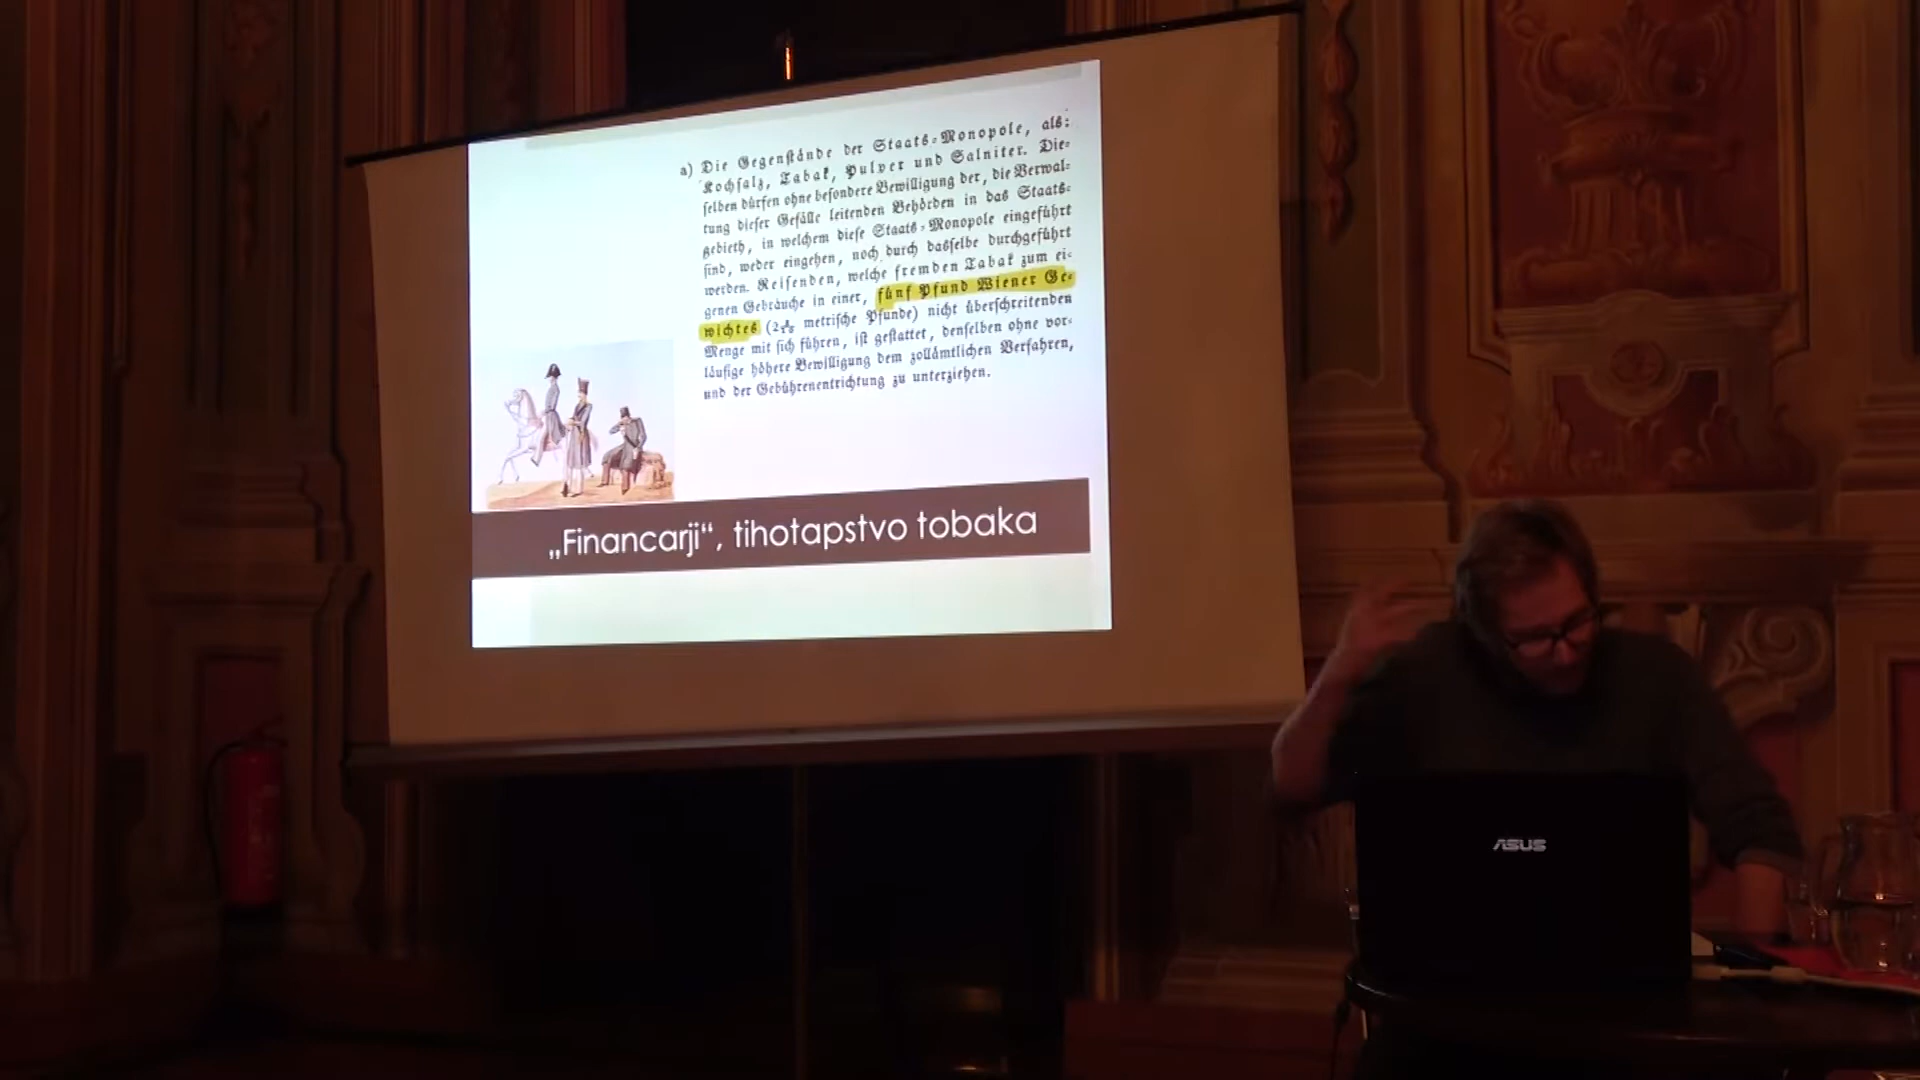 a) Die Gegenstände der Staats-Monopole, als:
Kochsalz, Tabak, Pulver und Salniter. Die-
selben dürfen ohne besondere Bewilligung der, die Verwal-
tung dieser Gefälle leitenden Behörden in das Staats-
gebieth, in welchem diese Staats-Monopole eingeführt
sind, weder eingehen, noch durch dasselbe durchgeführt
werden. Reisenden, welche fremden Tabak zum ei-
genen Gebrauche in einer, fünf Pfund Wiener Ge-
wichtes (2 metrische Pfunde) nicht überschreitenden
Menge mit sich führen, ist gestattet, denselben ohne vor-
läufige höhere Bewilligung dem zollämtlichen Verfahren,
und der Gebührenentrichtung zu unterziehen.
„Financarji“, tihotapstvo tobaka
ASUS